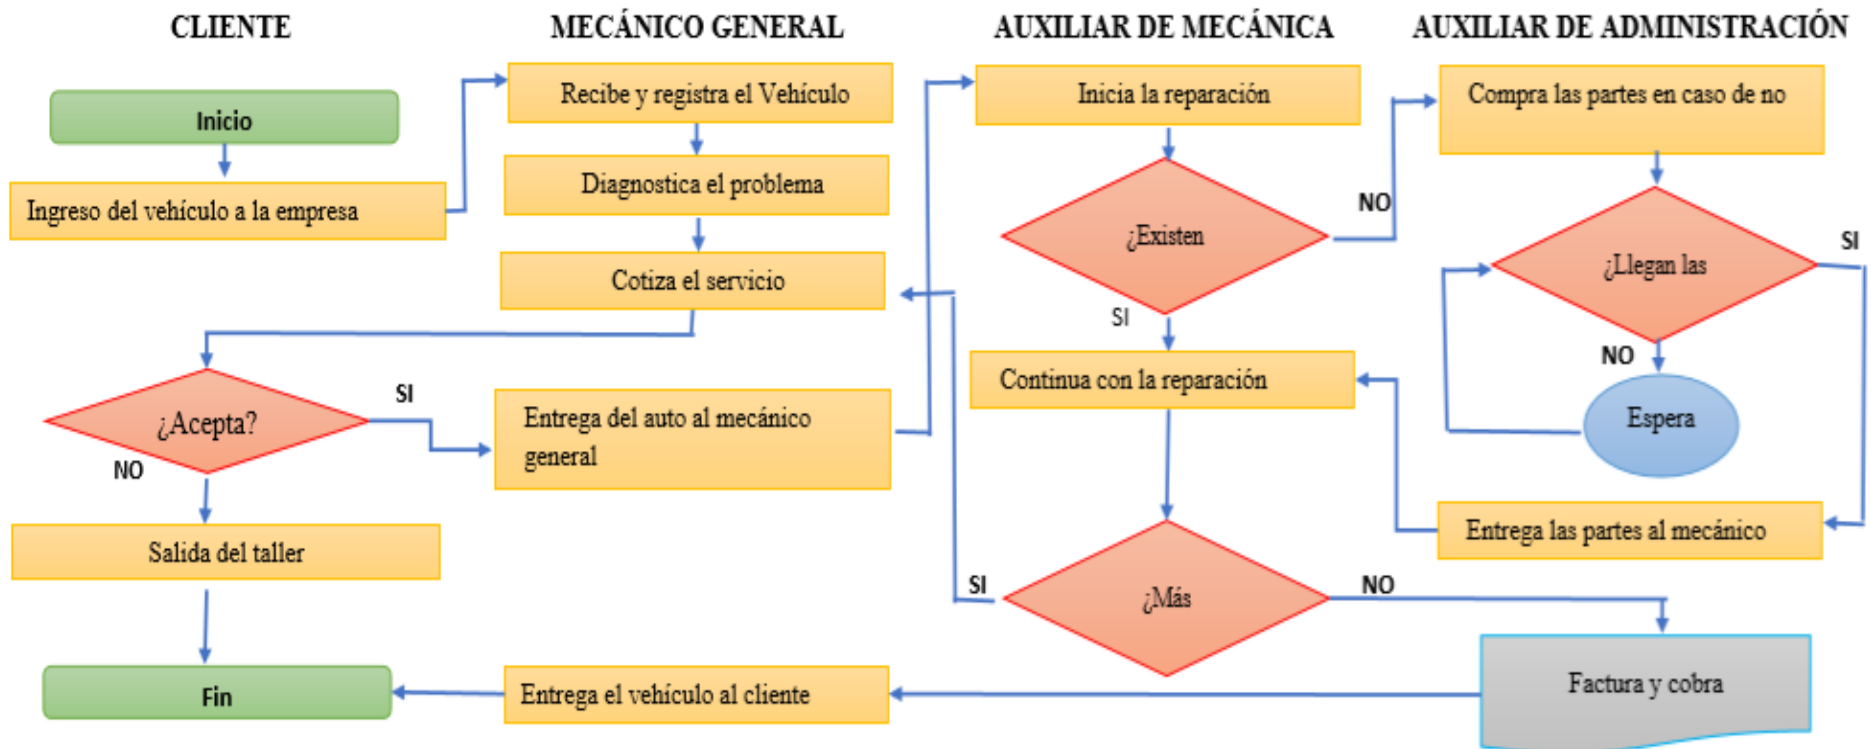 CLIENTE
MECÁNICO GENERAL
AUXILIAR DE MECÁNICA
AUXILIAR DE ADMINISTRACIÓN
Inicio
Ingreso del vehículo a la empresa
Recibe y registra el Vehículo
Diagnostica el problema
Cotiza el servicio
¿Acepta?
SI
NO
Salida del taller
Fin
Entrega del auto al mecánico
general
Inicia la reparación
¿Existen
NO
SI
Continua con la reparación
¿Más
SI
NO
Compra las partes en caso de no
¿Llegan las
SI
NO
Espera
Entrega las partes al mecánico
Factura y cobra
Entrega el vehículo al cliente